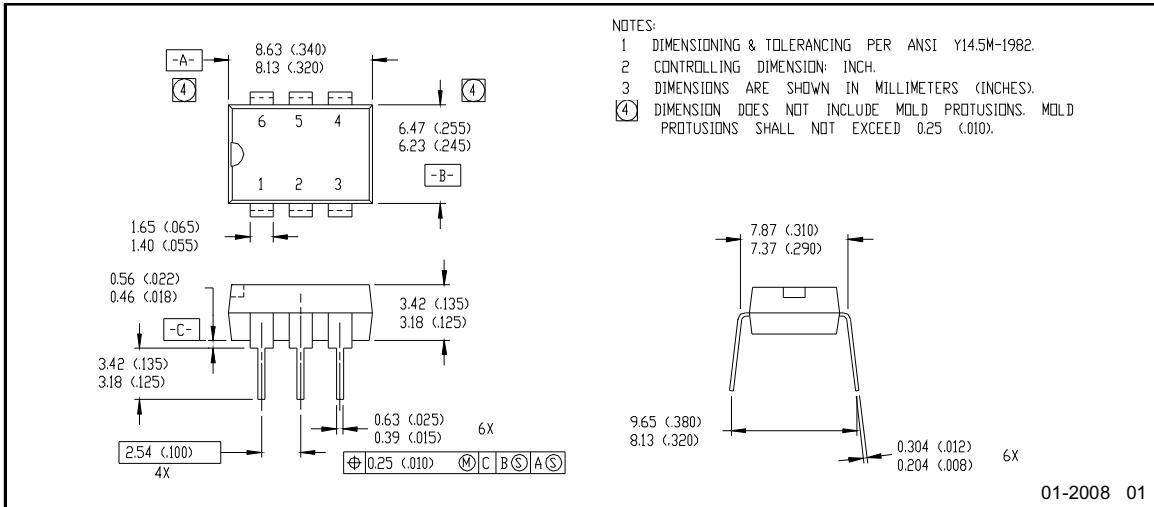 -A-
8.63 (.340)
8.13 (.320)
4
4
6 5 4
1 2 3
6.47 (.255)
6.23 (.245)
-B-
1.65 (.065)
1.40 (.055)
0.56 (.022)
0.46 (.018)
-C-
3.42 (.135)
3.18 (.125)
3.42 (.135)
3.18 (.125)
0.63 (.025)
0.39 (.015)
6X
2.54 (.100)
4X
⌖ 0.25 (.010) Ⓜ C B Ⓢ A Ⓢ
NOTES:
1 DIMENSIONING & TOLERANCING PER ANSI Y14.5M-1982.
2 CONTROLLING DIMENSION: INCH.
3 DIMENSIONS ARE SHOWN IN MILLIMETERS (INCHES).
4 DIMENSION DOES NOT INCLUDE MOLD PROTUSIONS. MOLD
PROTUSIONS SHALL NOT EXCEED 0.25 (.010).
7.87 (.310)
7.37 (.290)
9.65 (.380)
8.13 (.320)
0.304 (.012)
0.204 (.008)
6X
01-2008 01